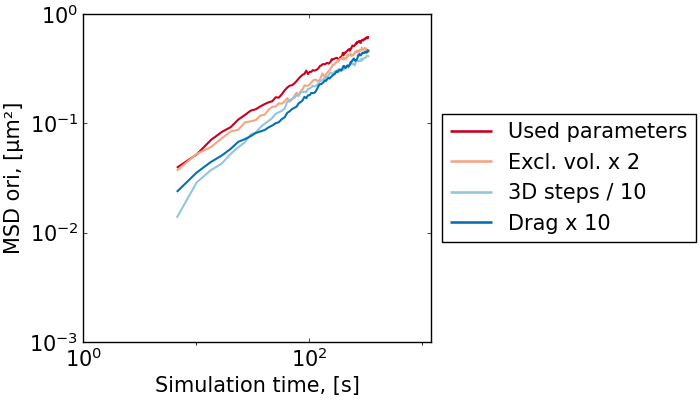 10⁰
10⁻¹
10⁻²
10⁻³
MSD ori, [µm²]
10⁰ 10²
Simulation time, [s]
Used parameters
Excl. vol. x 2
3D steps / 10
Drag x 10